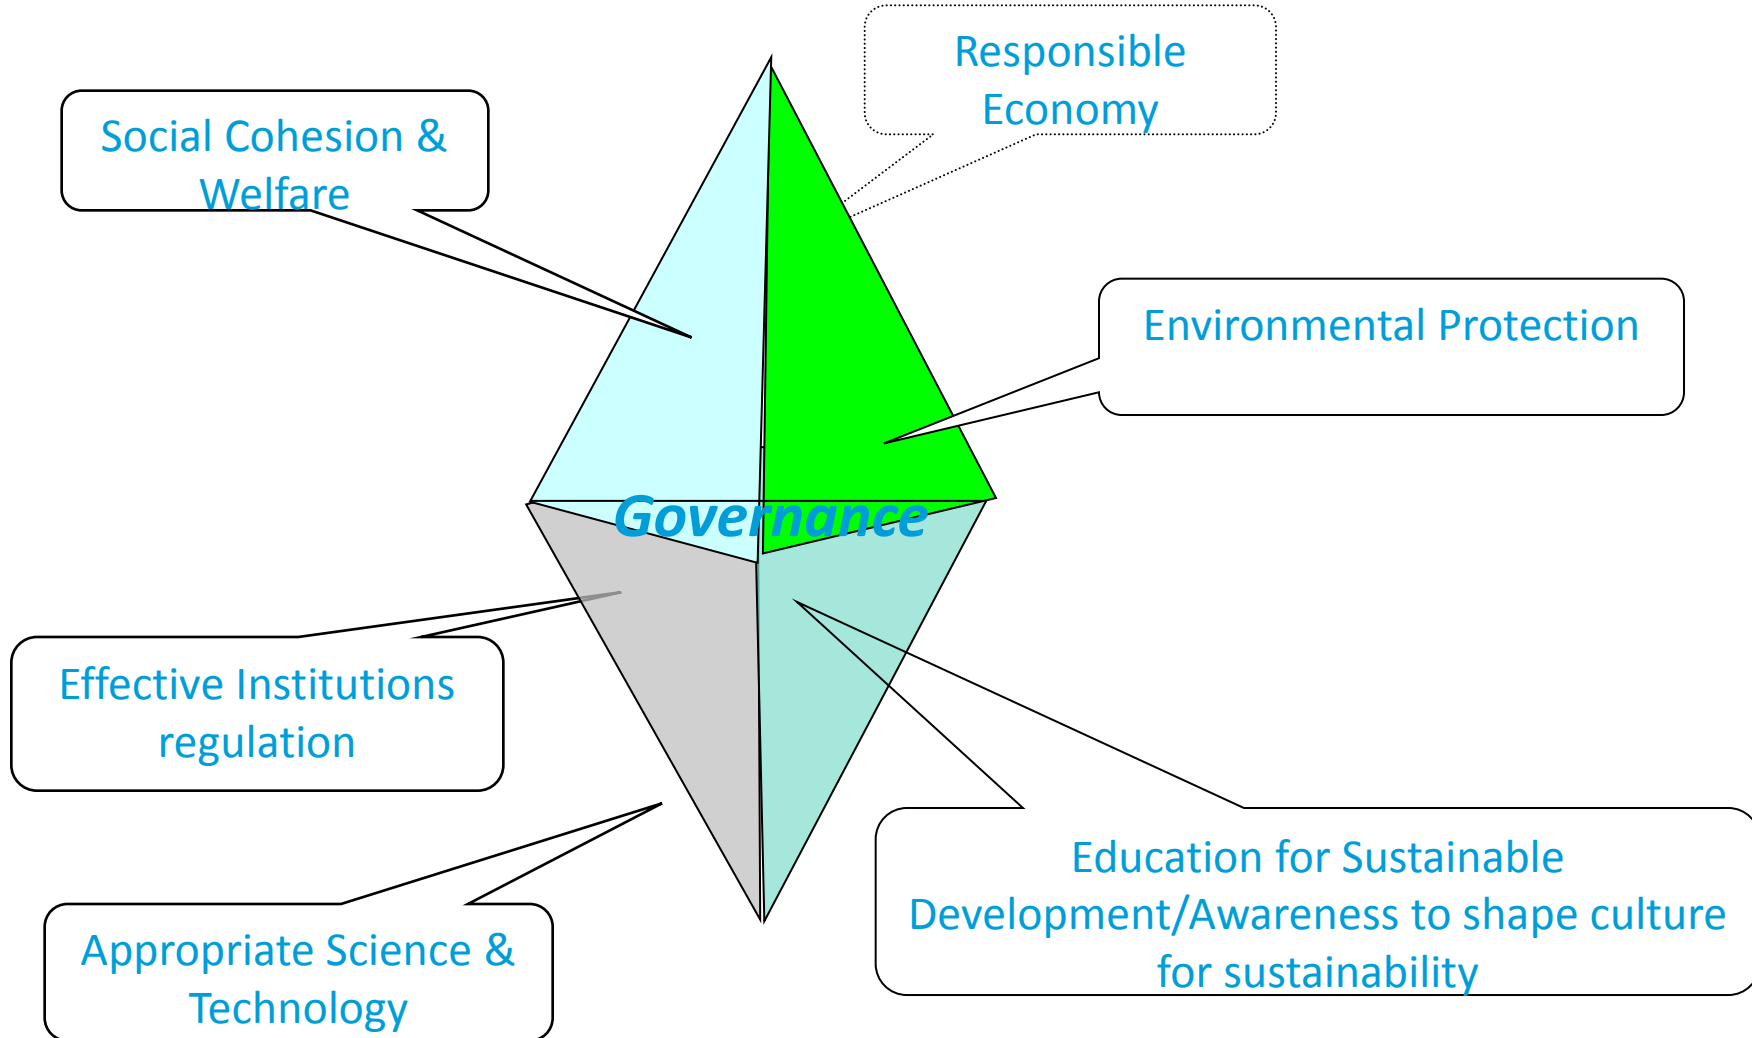 Responsible
Economy
Social Cohesion &
Welfare
Environmental Protection
Governance
Effective Institutions
regulation
Education for Sustainable
Development/Awareness to shape culture
for sustainability
Appropriate Science &
Technology